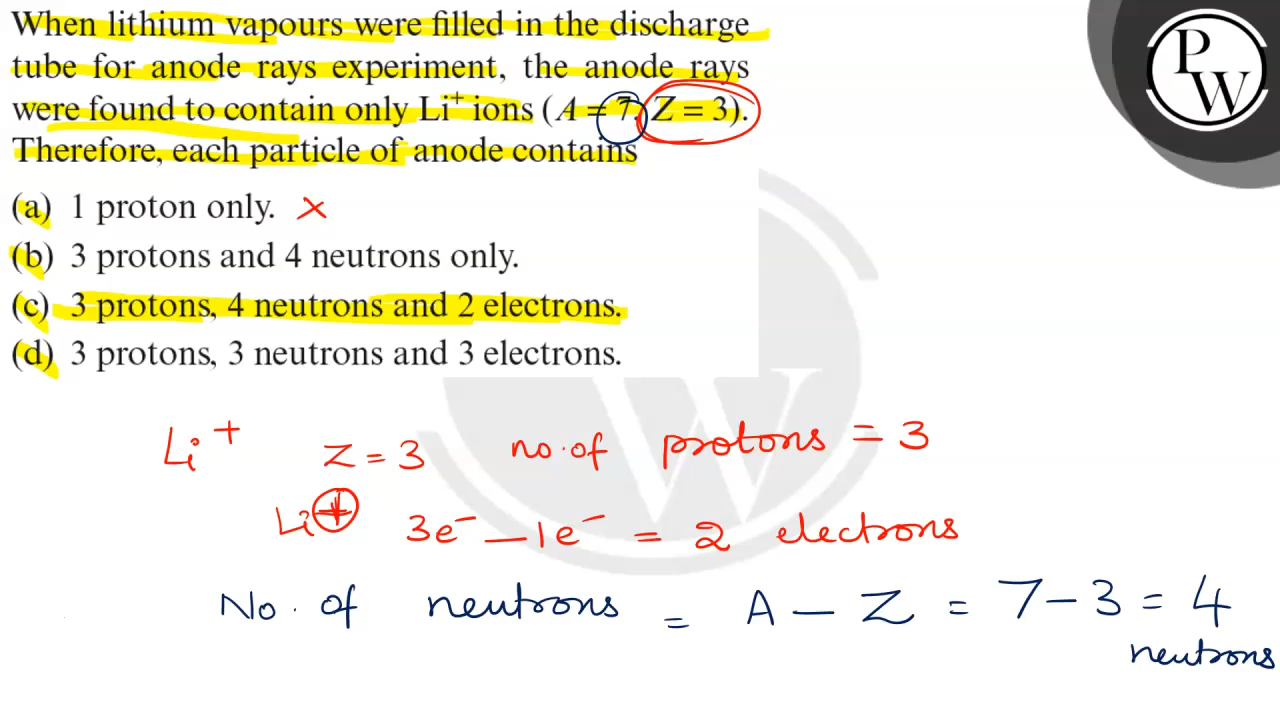 When lithium vapours were filled in the discharge
tube for anode rays experiment, the anode rays
were found to contain only Li⁺ ions (A = 7, Z = 3).
Therefore, each particle of anode contains
(a) 1 proton only. ×
(b) 3 protons and 4 neutrons only.
(c) 3 protons, 4 neutrons and 2 electrons.
(d) 3 protons, 3 neutrons and 3 electrons.
Li⁺ Z = 3 no. of protons = 3
Li⁺ 3e⁻ – 1e⁻ = 2 electrons
No. of neutrons = A – Z = 7 – 3 = 4
neutrons
P
W
W